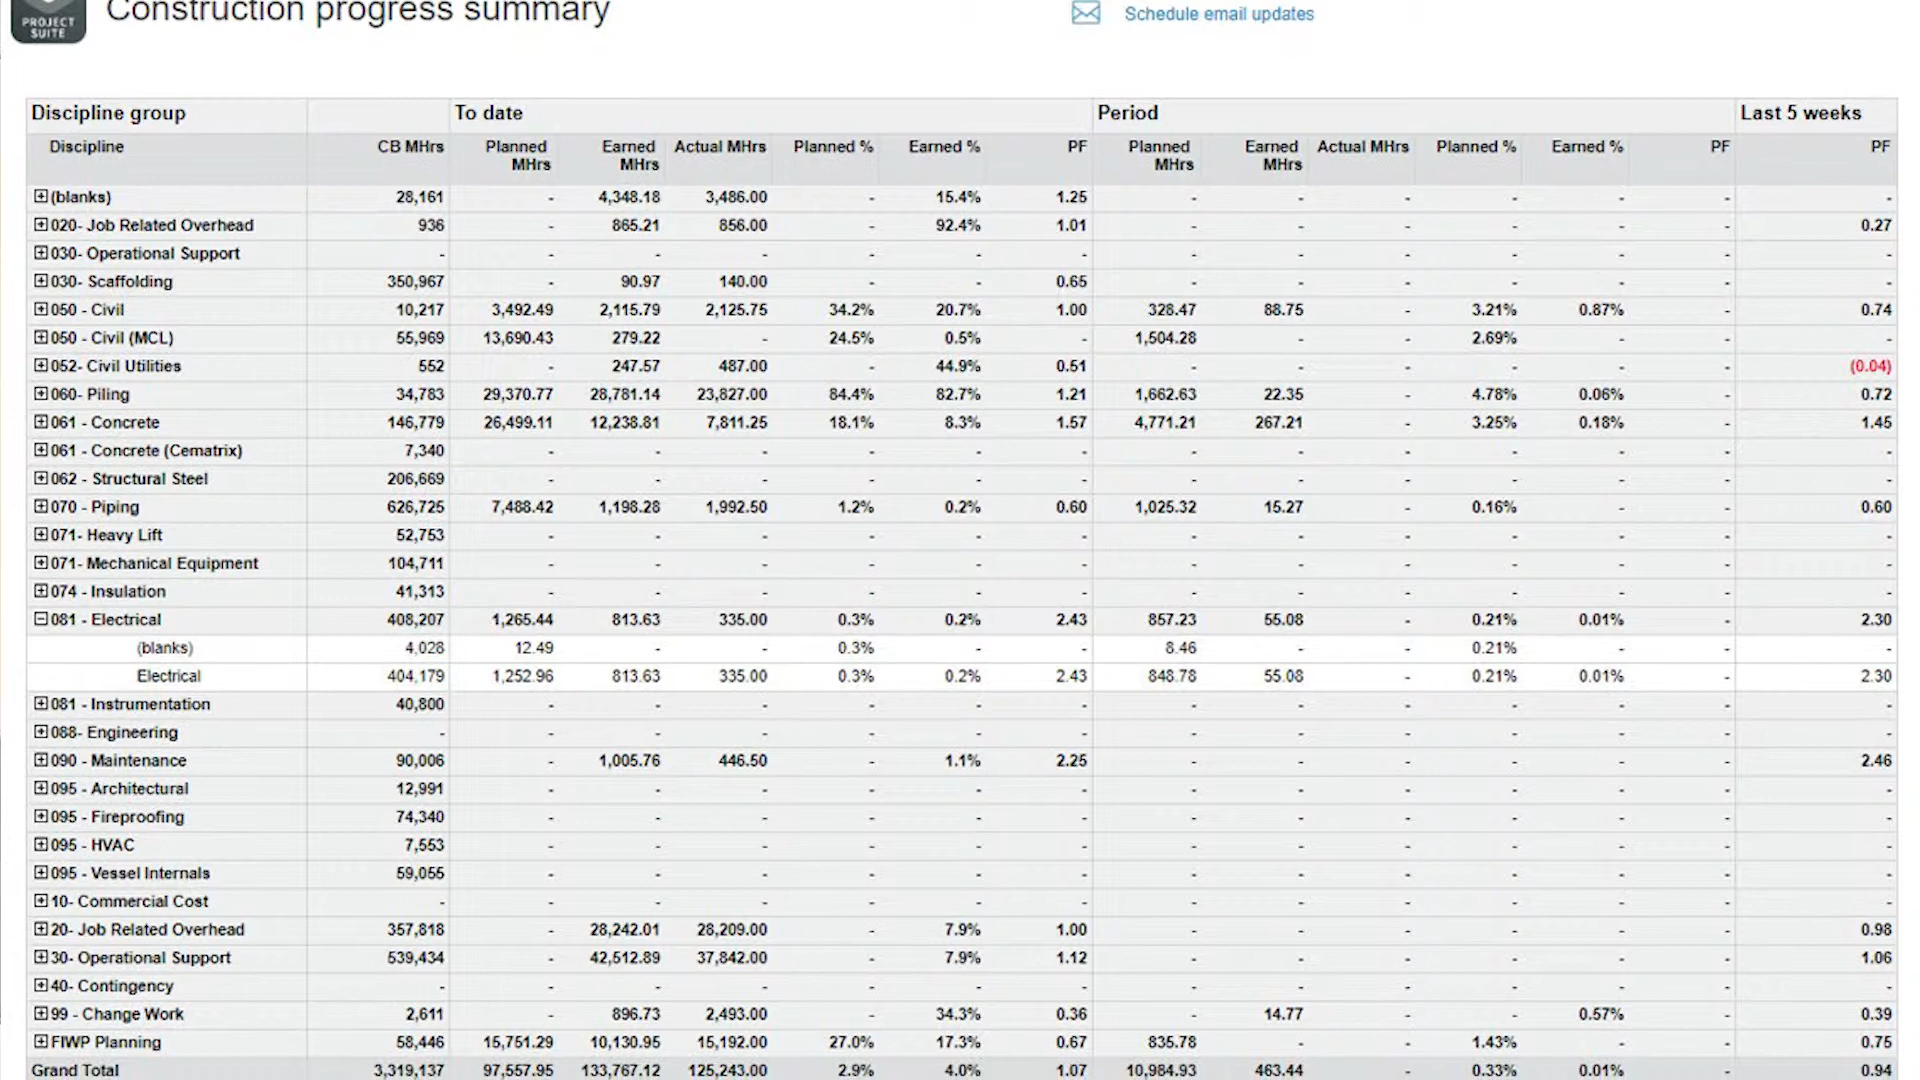 PROJECT SUITE
Construction progress summary
Schedule email updates
Discipline group To date Period Last 5 weeks
Discipline CB MHrs Planned MHrs Earned MHrs Actual MHrs Planned % Earned % PF Planned MHrs Earned MHrs Actual MHrs Planned % Earned % PF PF
(blanks) 28,161 - 4,348.18 3,486.00 - 15.4% 1.25 - - - - - - -
020- Job Related Overhead 936 - 865.21 856.00 - 92.4% 1.01 - - - - - - 0.27
030- Operational Support - - - - - - - - - - - - - -
030- Scaffolding 350,967 - 90.97 140.00 - - 0.65 - - - - - - -
050 - Civil 10,217 3,492.49 2,115.79 2,125.75 34.2% 20.7% 1.00 328.47 88.75 - 3.21% 0.87% - 0.74
050 - Civil (MCL) 55,969 13,690.43 279.22 - 24.5% 0.5% - 1,504.28 - - 2.69% - - -
052- Civil Utilities 552 - 247.57 487.00 - 44.9% 0.51 - - - - - - (0.04)
060- Piling 34,783 29,370.77 28,781.14 23,827.00 84.4% 82.7% 1.21 1,662.63 22.35 - 4.78% 0.06% - 0.72
061 - Concrete 146,779 26,499.11 12,238.81 7,811.25 18.1% 8.3% 1.57 4,771.21 267.21 - 3.25% 0.18% - 1.45
061 - Concrete (Cematrix) 7,340 - - - - - - - - - - - - -
062 - Structural Steel 206,669 - - - - - - - - - - - - -
070 - Piping 626,725 7,488.42 1,198.28 1,992.50 1.2% 0.2% 0.60 1,025.32 15.27 - 0.16% - - 0.60
071- Heavy Lift 52,753 - - - - - - - - - - - - -
071- Mechanical Equipment 104,711 - - - - - - - - - - - - -
074 - Insulation 41,313 - - - - - - - - - - - - -
081 - Electrical 408,207 1,265.44 813.63 335.00 0.3% 0.2% 2.43 857.23 55.08 - 0.21% 0.01% - 2.30
(blanks) 4,028 12.49 - - 0.3% - - 8.46 - - 0.21% - - -
Electrical 404,179 1,252.96 813.63 335.00 0.3% 0.2% 2.43 848.78 55.08 - 0.21% 0.01% - 2.30
081 - Instrumentation 40,800 - - - - - - - - - - - - -
088- Engineering - - - - - - - - - - - - - -
090 - Maintenance 90,006 - 1,005.76 446.50 - 1.1% 2.25 - - - - - - 2.46
095 - Architectural 12,991 - - - - - - - - - - - - -
095 - Fireproofing 74,340 - - - - - - - - - - - - -
095 - HVAC 7,553 - - - - - - - - - - - - -
095 - Vessel Internals 59,055 - - - - - - - - - - - - -
10- Commercial Cost - - - - - - - - - - - - - -
20- Job Related Overhead 357,818 - 28,242.01 28,209.00 - 7.9% 1.00 - - - - - - 0.98
30- Operational Support 539,434 - 42,512.89 37,842.00 - 7.9% 1.12 - - - - - - 1.06
40- Contingency - - - - - - - - - - - - - -
99 - Change Work 2,611 - 896.73 2,493.00 - 34.3% 0.36 - 14.77 - - 0.57% - 0.39
FIWP Planning 58,446 15,751.29 10,130.95 15,192.00 27.0% 17.3% 0.67 835.78 - - 1.43% - - 0.75
Grand Total 3,319,137 97,557.95 133,767.12 125,243.00 2.9% 4.0% 1.07 10,984.93 463.44 - 0.33% 0.01% - 0.94